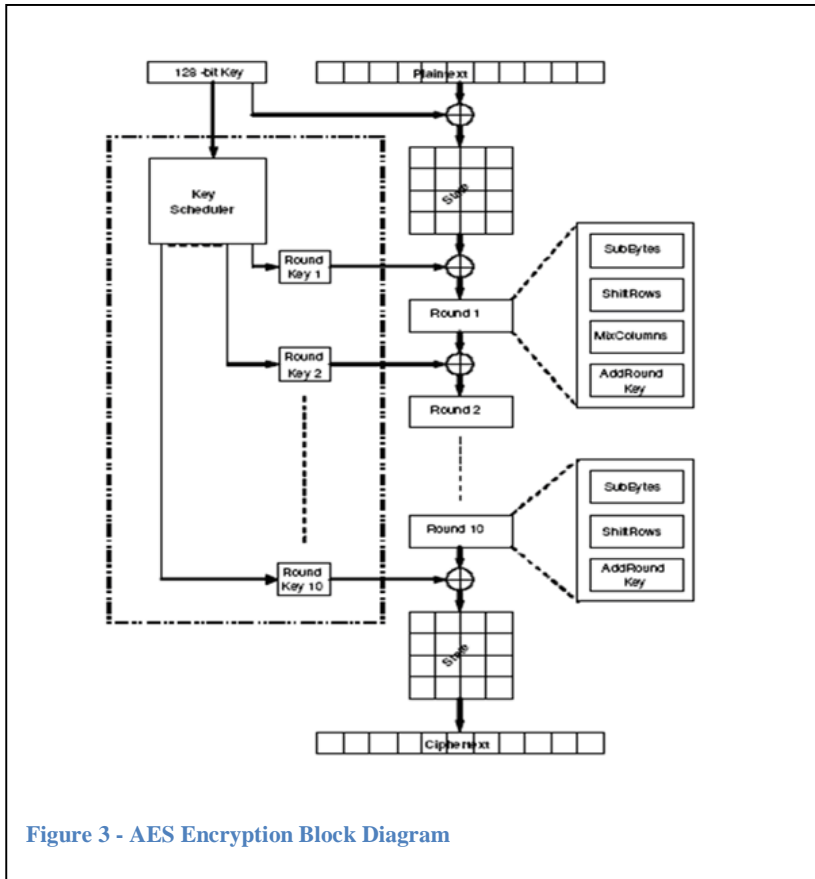 128 -bit Key
Plaintext
Key
Scheduler
State
Round
Key 1
Round 1
SubBytes
ShiftRows
MixColumns
AddRound
Key
Round
Key 2
Round 2
Round 10
SubBytes
ShiftRows
AddRound
Key
Round
Key 10
State
Ciphertext
Figure 3 - AES Encryption Block Diagram